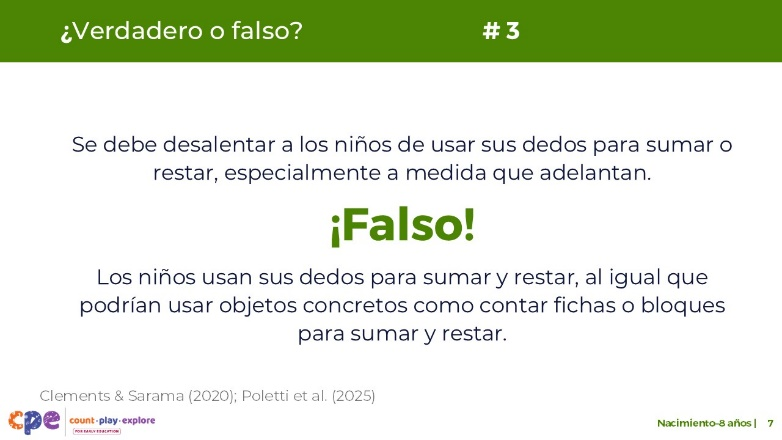 ¿Verdadero o falso?
# 3
Se debe desalentar a los niños de usar sus dedos para sumar o
restar, especialmente a medida que adelantan.
¡Falso!
Los niños usan sus dedos para sumar y restar, al igual que
podrían usar objetos concretos como contar fichas o bloques
para sumar y restar.
Clements & Sarama (2020); Poletti et al. (2025)
cpe
count·play·explore
FOR EARLY EDUCATION
Nacimiento-8 años | 7